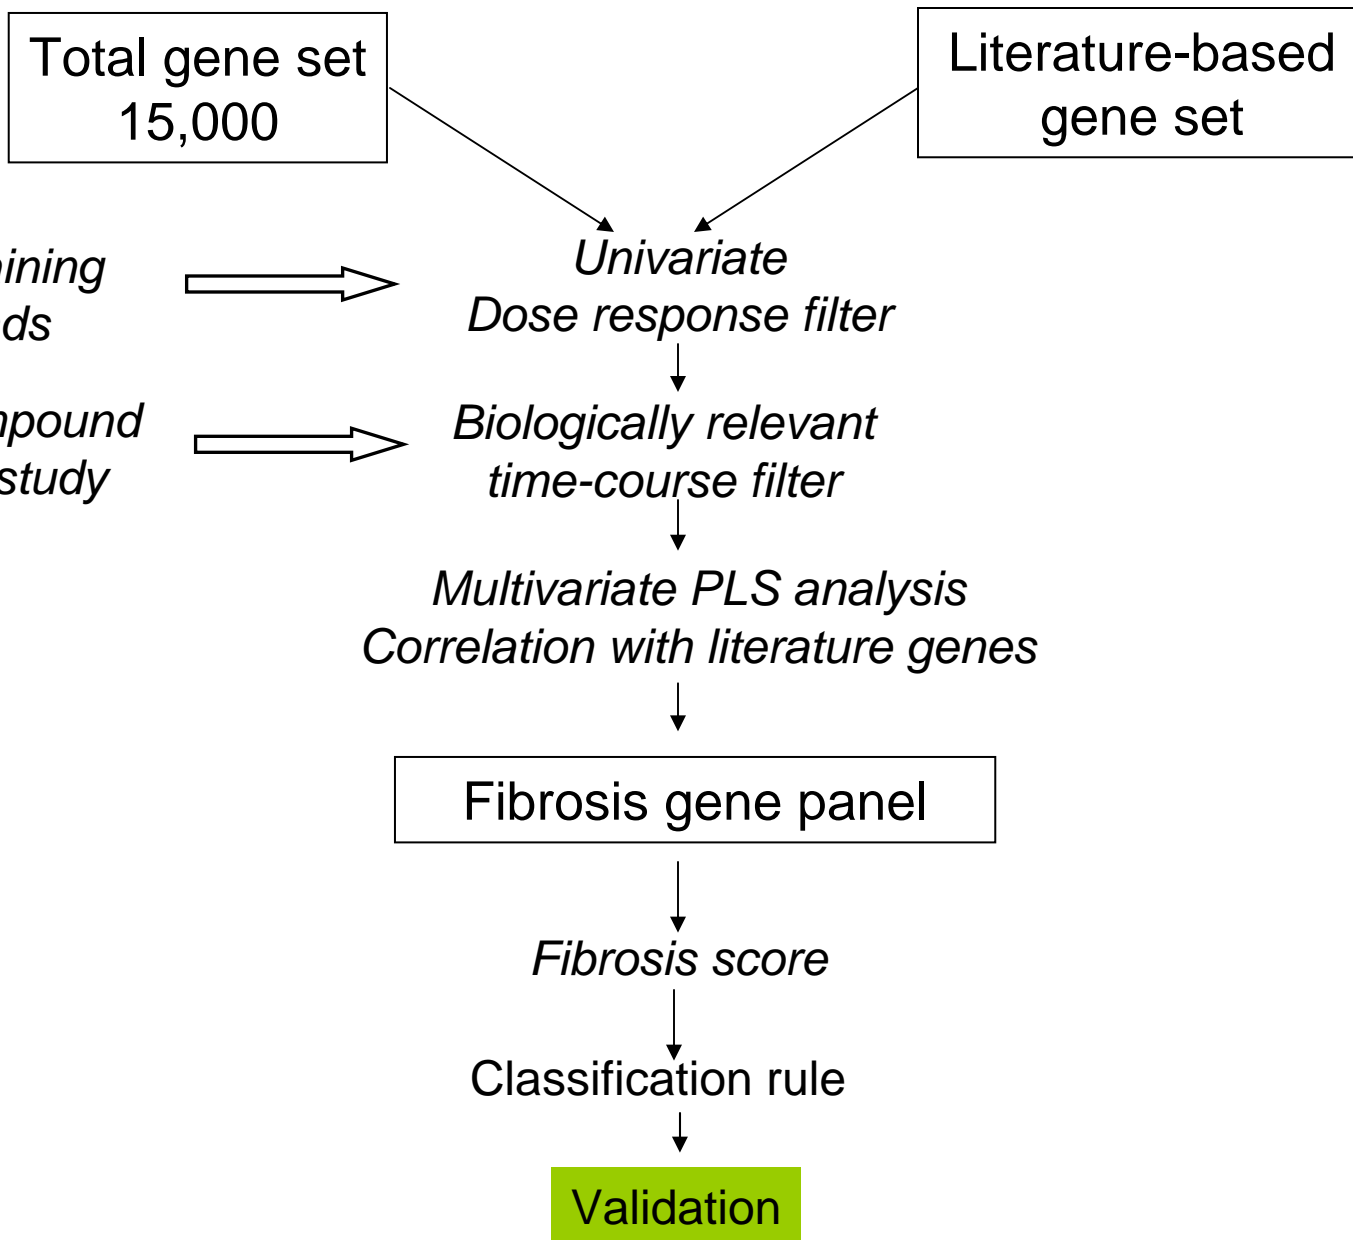 Total gene set
15,000
Literature-based
gene set
Univariate
Dose response filter
Biologically relevant
study
time-course filter
Multivariate PLS analysis
Correlation with literature genes
Fibrosis gene panel
Fibrosis score
Classification rule
Validation